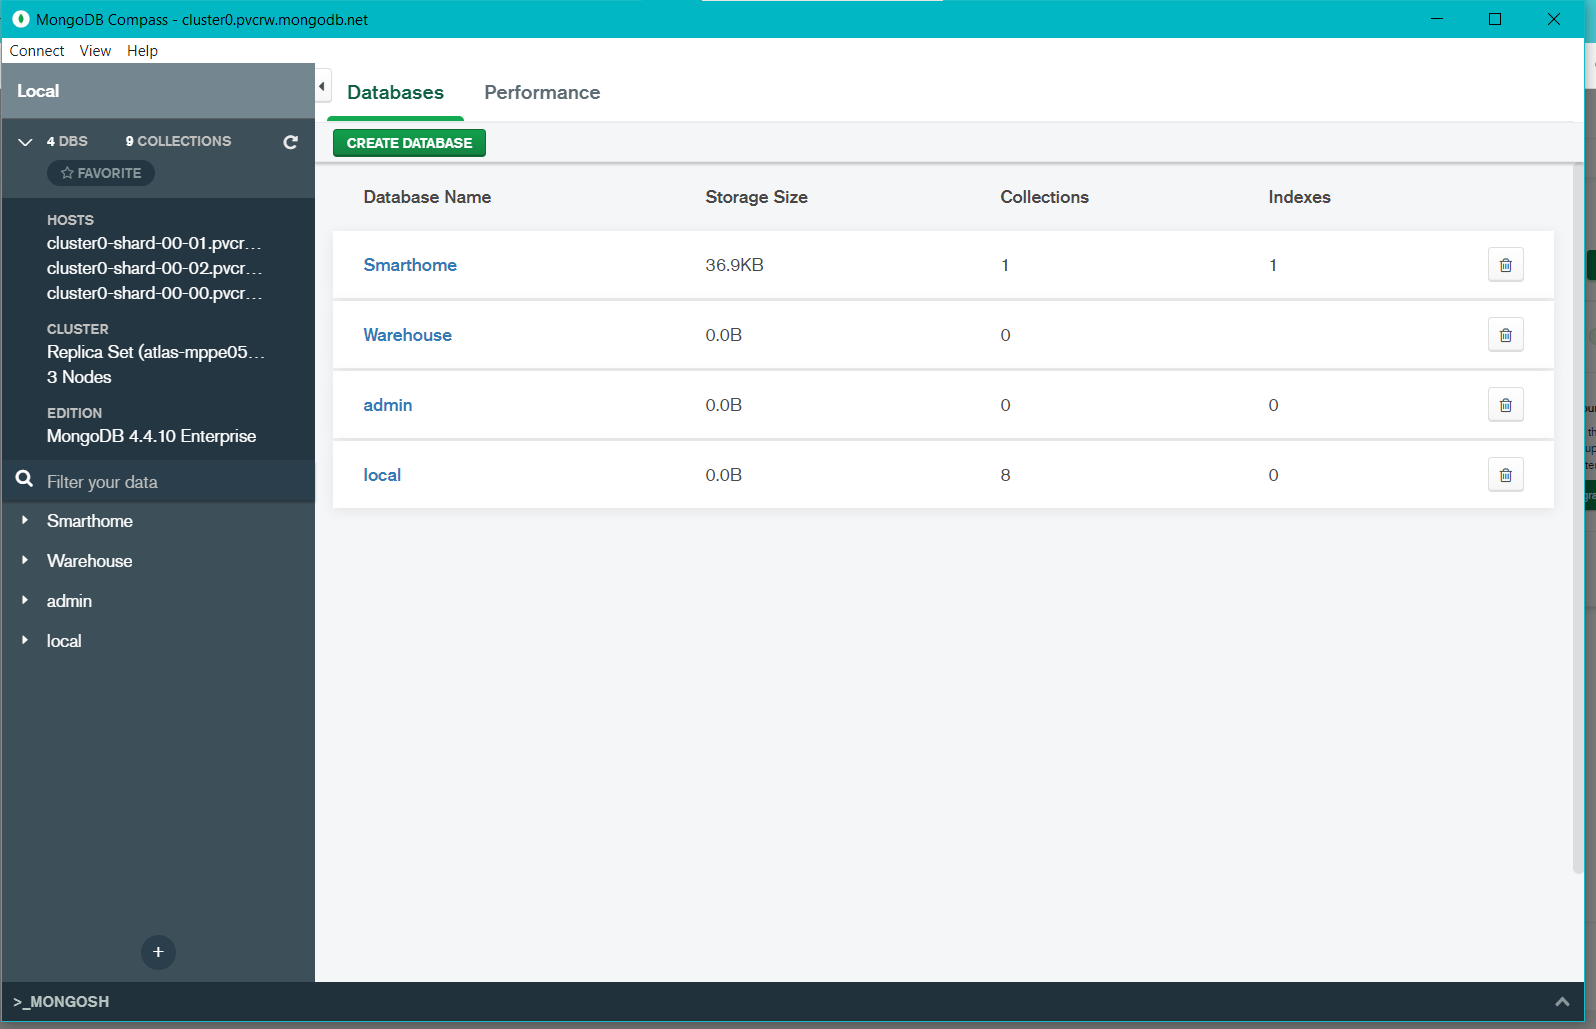 MongoDB Compass - cluster0.pvcrw.mongodb.net
Connect View Help
Local
4 DBS 9 COLLECTIONS
FAVORITE
HOSTS
cluster0-shard-00-01.pvcr...
cluster0-shard-00-02.pvcr...
cluster0-shard-00-00.pvcr...
CLUSTER
Replica Set (atlas-mppe05...
3 Nodes
EDITION
MongoDB 4.4.10 Enterprise
Filter your data
Smarthome
Warehouse
admin
local
+
Databases Performance
CREATE DATABASE
Database Name Storage Size Collections Indexes
Smarthome 36.9KB 1 1
Warehouse 0.0B 0
admin 0.0B 0 0
local 0.0B 8 0
>_MONGOSH